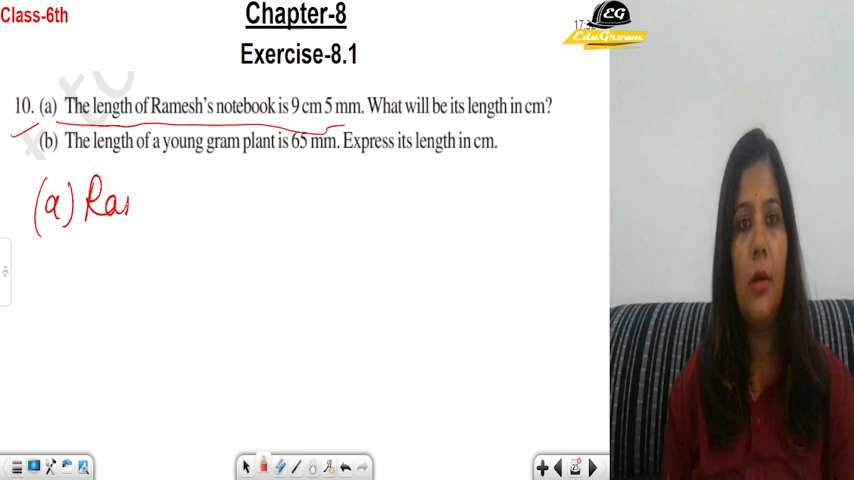 Class-6th
Chapter-8
Exercise-8.1
EG
EduGrown
10. (a) The length of Ramesh's notebook is 9 cm 5 mm. What will be its length in cm?
(b) The length of a young gram plant is 65 mm. Express its length in cm.
(a) Ram